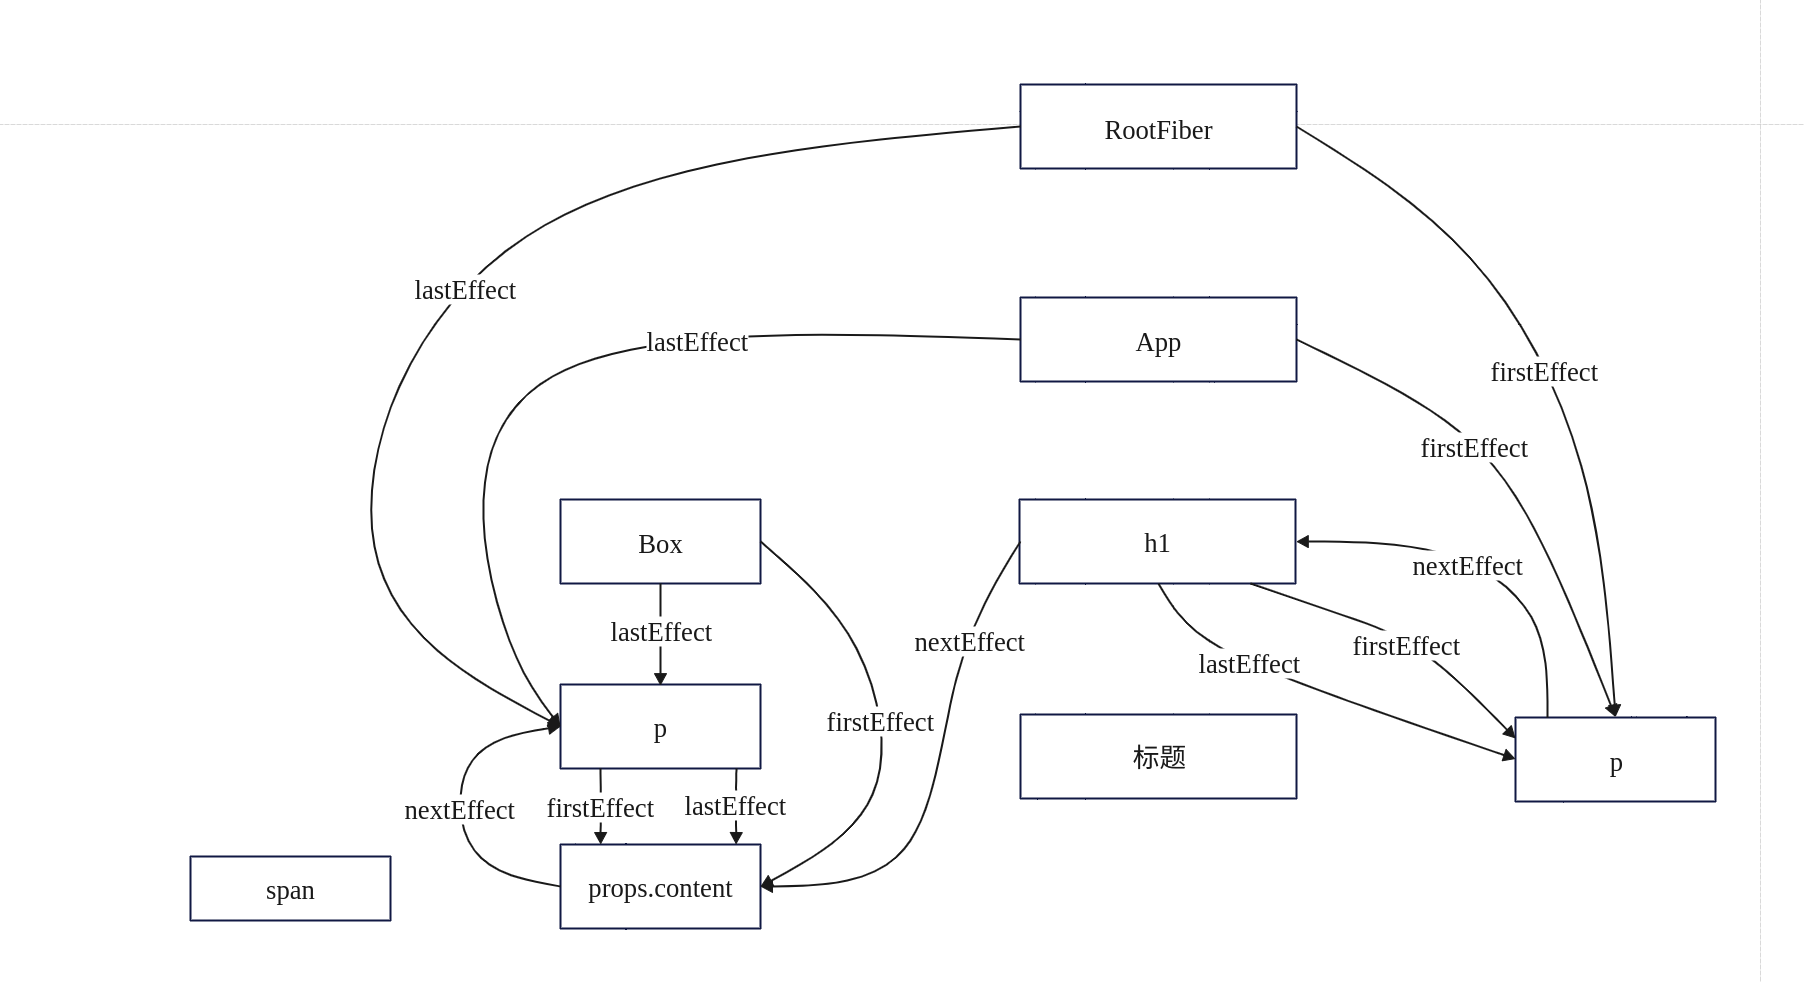 RootFiber
lastEffect
App
lastEffect
firstEffect
firstEffect
Box
h1
nextEffect
lastEffect
nextEffect
firstEffect
lastEffect
firstEffect
p
标题
p
nextEffect
firstEffect
lastEffect
span
props.content